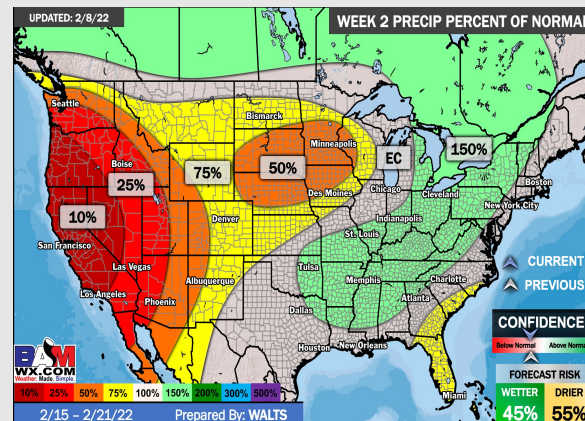 UPDATED: 2/8/22
WEEK 2 PRECIP PERCENT OF NORMAL
Seattle
Bismarck
Minneapolis
Boise
25%
75%
50%
EC
150%
Des Moines
Chicago
Cleveland
Boston
New York City
10%
Denver
Indianapolis
St. Louis
San Francisco
Las Vegas
Los Angeles
Phoenix
Albuquerque
Tulsa
Memphis
Charlotte
Atlanta
Dallas
Houston
New Orleans
Miami
CURRENT
PREVIOUS
CONFIDENCE
Below Normal Above Norma
FORECAST RISK
WETTER DRIER
45% 55%
BAM
WX.COM
Weather. Made. Simple.
10% 25% 50% 75% 100% 150% 200% 300% 500%
2/15 – 2/21/22 Prepared By: WALTS